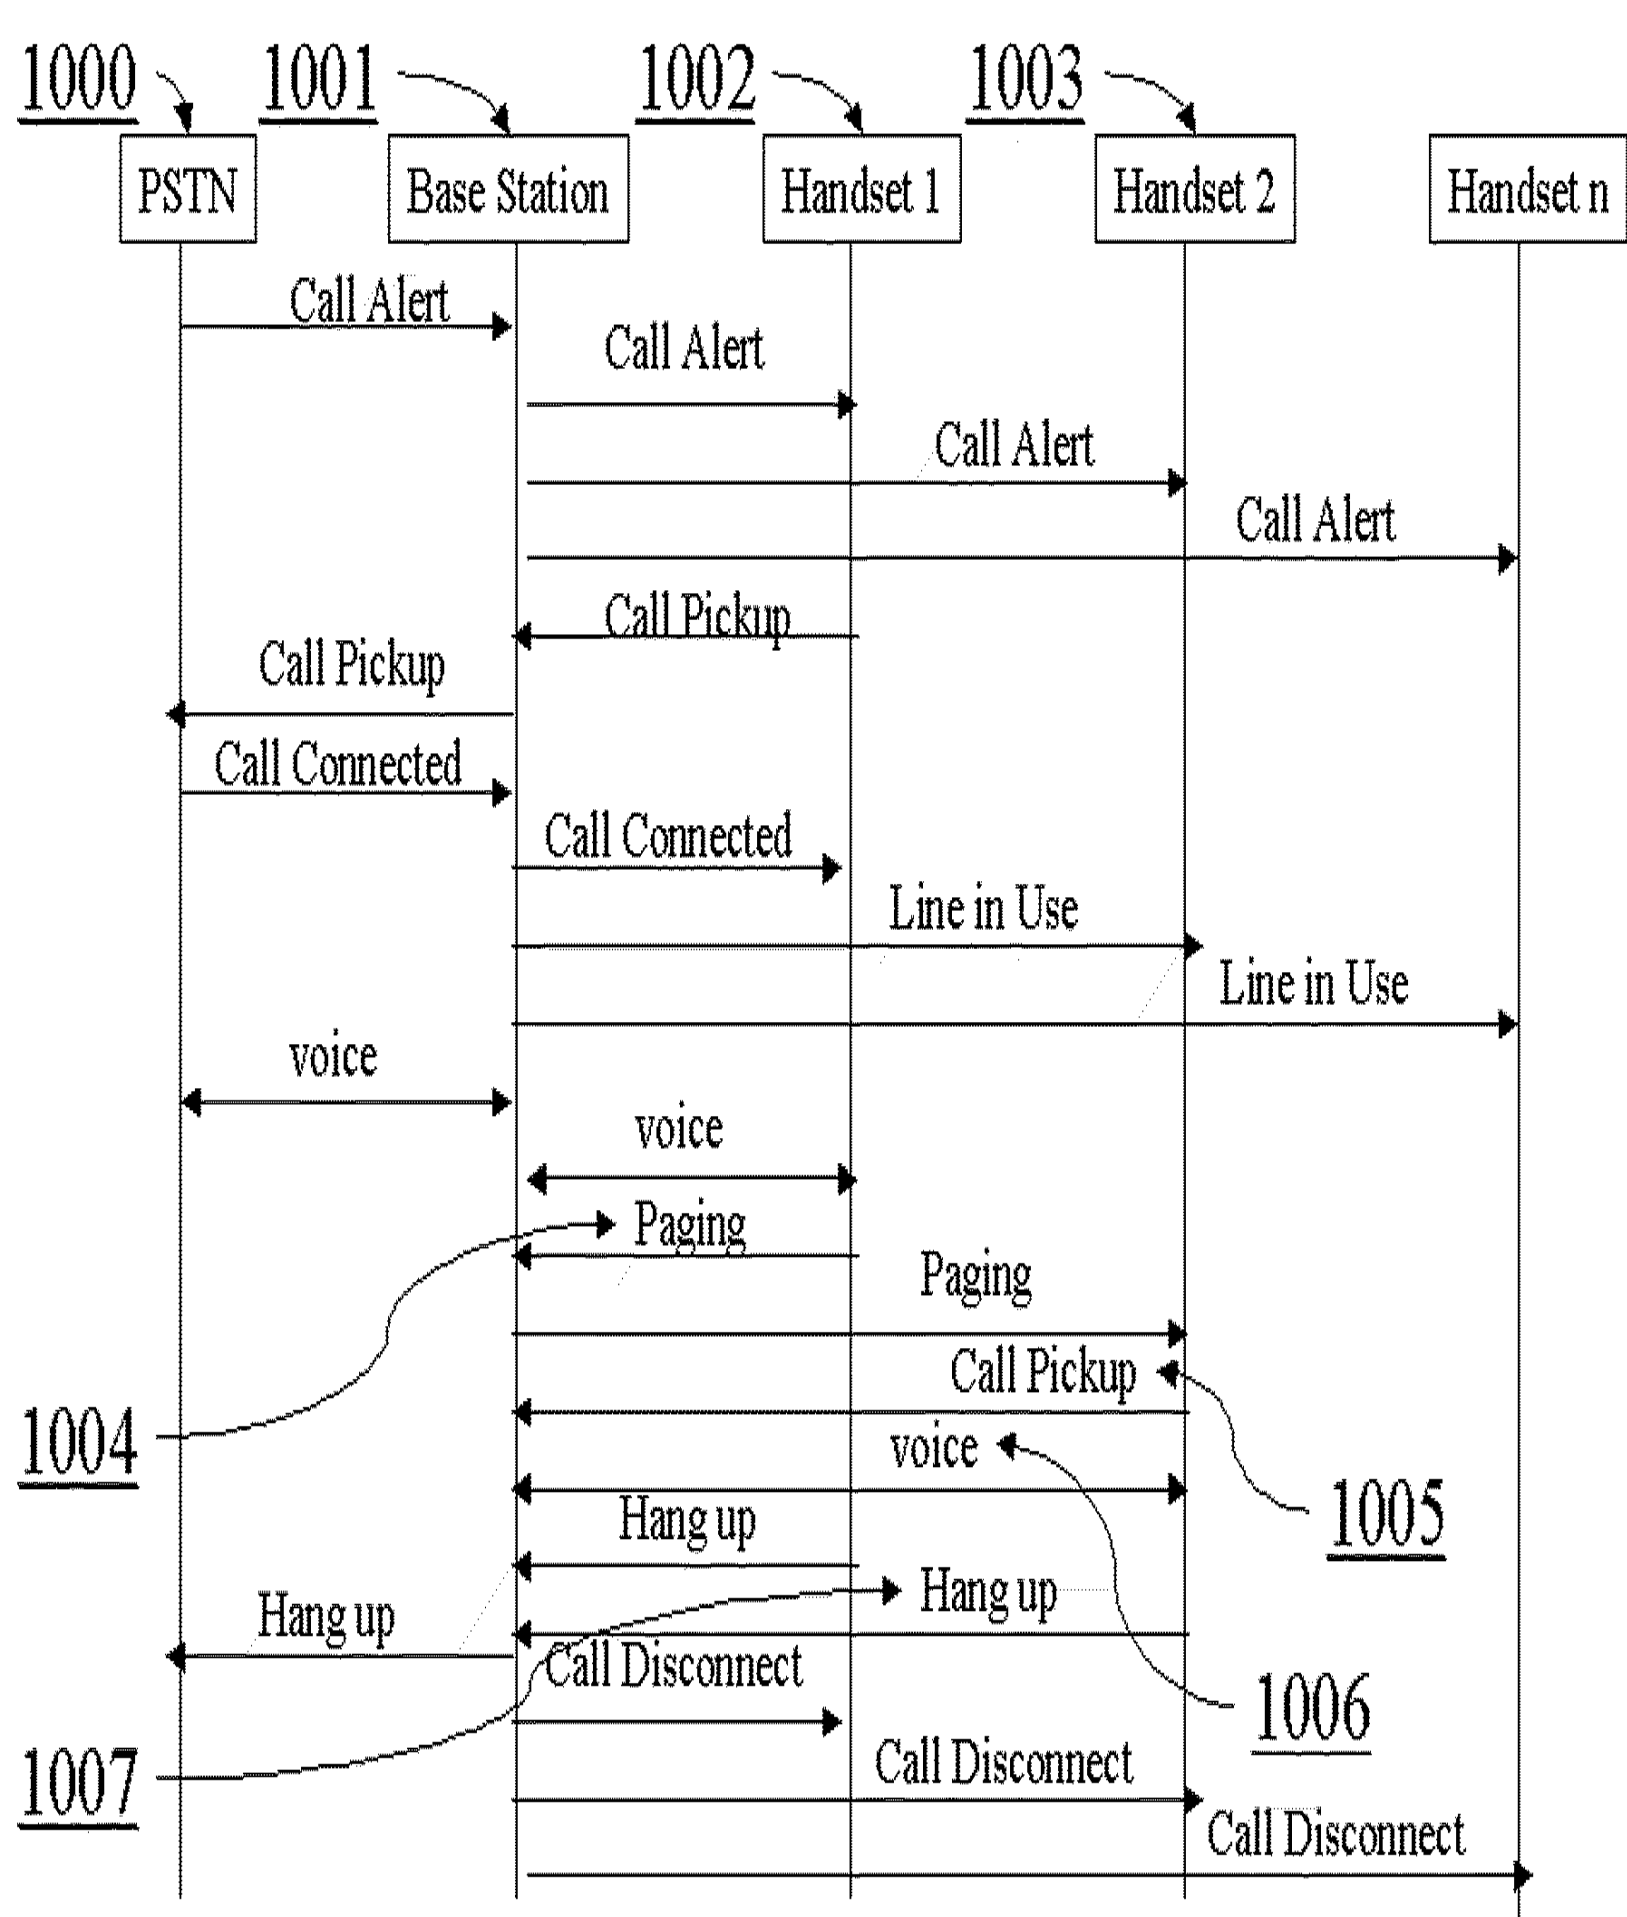 1000 1001 1002 1003
PSTN Base Station Handset 1 Handset 2 Handset n
Call Alert
Call Alert
Call Alert
Call Alert
Call Pickup
Call Pickup
Call Connected
Call Connected
Line in Use
Line in Use
voice
voice
Paging
Paging
Call Pickup
1004
voice
1005
Hang up
Hang up
Hang up
Call Disconnect
1006
Call Disconnect
1007
Call Disconnect